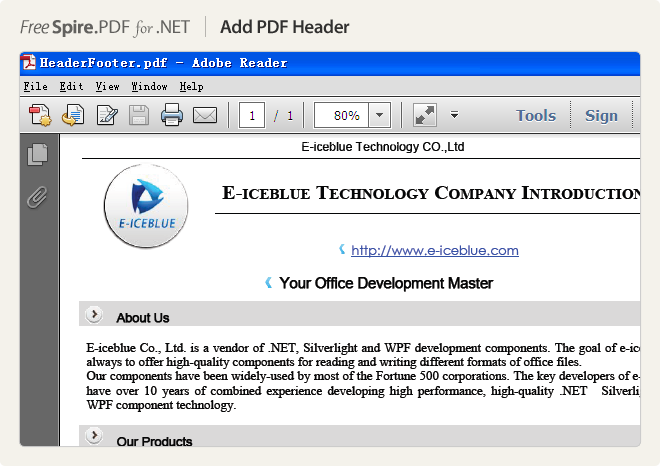 Free Spire.PDF for .NET | Add PDF Header
HeaderFooter.pdf - Adobe Reader
File Edit View Window Help
1 / 1 80% Tools Sign
E-iceblue Technology CO.,Ltd
E-ICEBLUE TECHNOLOGY COMPANY INTRODUCTION
E-ICEBLUE
http://www.e-iceblue.com
Your Office Development Master
About Us
E-iceblue Co., Ltd. is a vendor of .NET, Silverlight and WPF development components. The goal of e-ic
always to offer high-quality components for reading and writing different formats of office files.
Our components have been widely-used by most of the Fortune 500 corporations. The key developers of e-
have over 10 years of combined experience developing high performance, high-quality .NET Silverli
WPF component technology.
Our Products